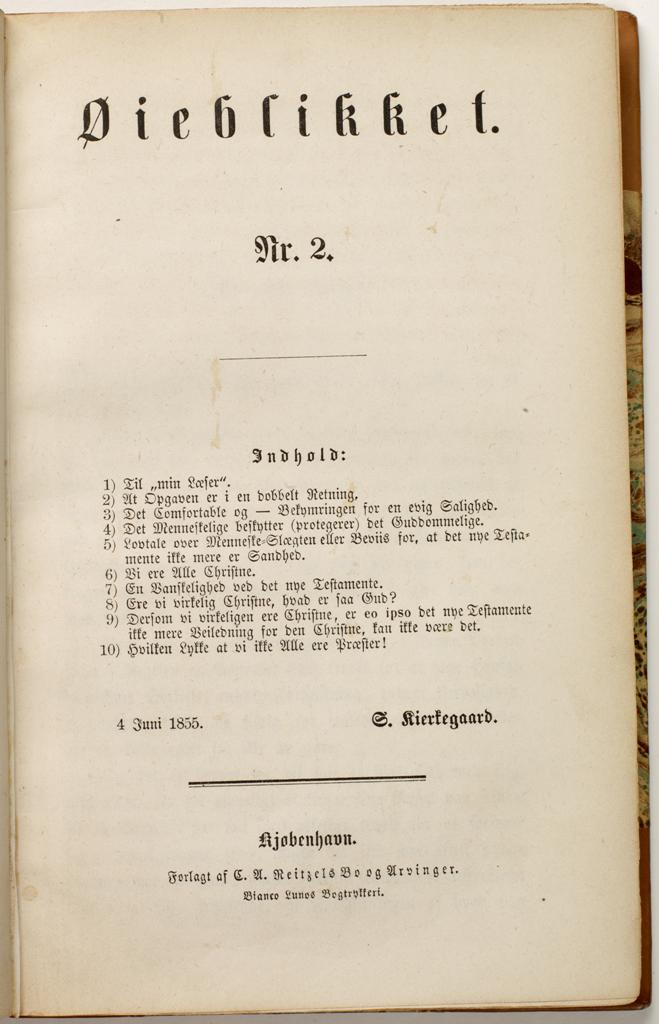 Øieblikket.
Nr. 2.
Indhold:
1) Til „min Læser“.
2) At Opgaven er i en dobbelt Retning.
3) Det Comfortable og — Bekymringen for en evig Salighed.
4) Det Menneskelige beskytter (protegerer) det Guddommelige.
5) Lovtale over Menneske-Slægten eller Beviis for, at det nye Testa-
mente ikke mere er Sandhed.
6) Vi ere Alle Christne.
7) En Vanskelighed ved det nye Testamente.
8) Ere vi virkelig Christne, hvad er saa Gud?
9) Dersom vi virkeligen ere Christne, er eo ipso det nye Testamente
ikke mere Veiledning for den Christne, kan ikke være det.
10) Hvilken Lykke at vi ikke Alle ere Præster!
4 Juni 1855. S. Kierkegaard.
Kjøbenhavn.
Forlagt af C. A. Reitzels Bo og Arvinger.
Bianco Lunos Bogtrykkeri.